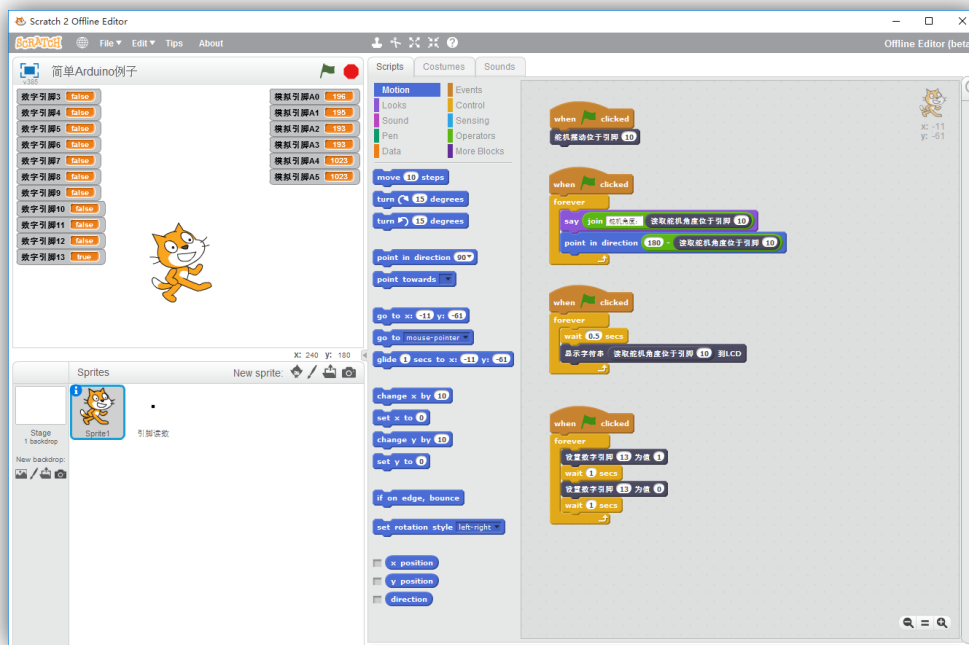 Scratch 2 Offline Editor
SCRATCH File Edit Tips About Offline Editor (beta
v385 简单Arduino例子
数字引脚3 false
数字引脚4 false
数字引脚5 false
数字引脚6 false
数字引脚7 false
数字引脚8 false
数字引脚9 false
数字引脚10 false
数字引脚11 false
数字引脚12 false
数字引脚13 true
模拟引脚A0 196
模拟引脚A1 195
模拟引脚A2 193
模拟引脚A3 193
模拟引脚A4 1023
模拟引脚A5 1023
x: 240 y: 180
Sprites New sprite:
Stage
1 backdrop
New backdrop:
Sprite1
引脚读数
Scripts Costumes Sounds
Motion Events
Looks Control
Sound Sensing
Pen Operators
Data More Blocks
move 10 steps
turn 15 degrees
turn 15 degrees
point in direction 90
point towards
go to x: -11 y: -61
go to mouse-pointer
glide 1 secs to x: -11 y: -61
change x by 10
set x to 0
change y by 10
set y to 0
if on edge, bounce
set rotation style left-right
x position
y position
direction
when clicked
舵机摆动位于引脚 10
when clicked
forever
say join 舵机角度: 读取舵机角度位于引脚 10
point in direction 180 - 读取舵机角度位于引脚 10
when clicked
forever
wait 0.5 secs
显示字符串 读取舵机角度位于引脚 10 到LCD
when clicked
forever
设置数字引脚 13 为值 1
wait 1 secs
设置数字引脚 13 为值 0
wait 1 secs
x: -11
y: -61